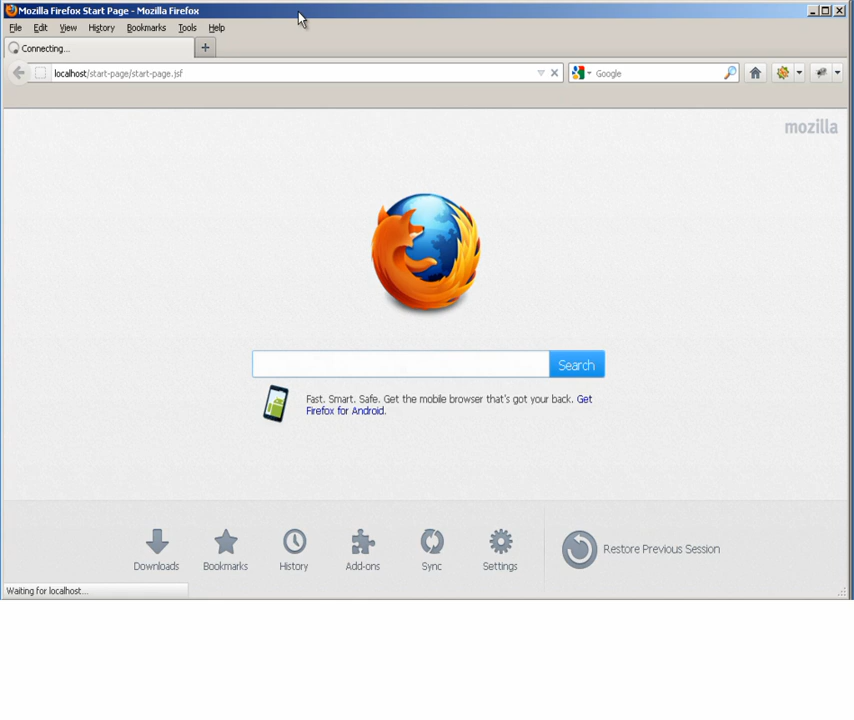 Mozilla Firefox Start Page - Mozilla Firefox
File Edit View History Bookmarks Tools Help
Connecting...
localhost/start-page/start-page.jsf
Google
mozilla
Search
Fast. Smart. Safe. Get the mobile browser that's got your back. Get
Firefox for Android.
Downloads Bookmarks History Add-ons Sync Settings Restore Previous Session
Waiting for localhost...